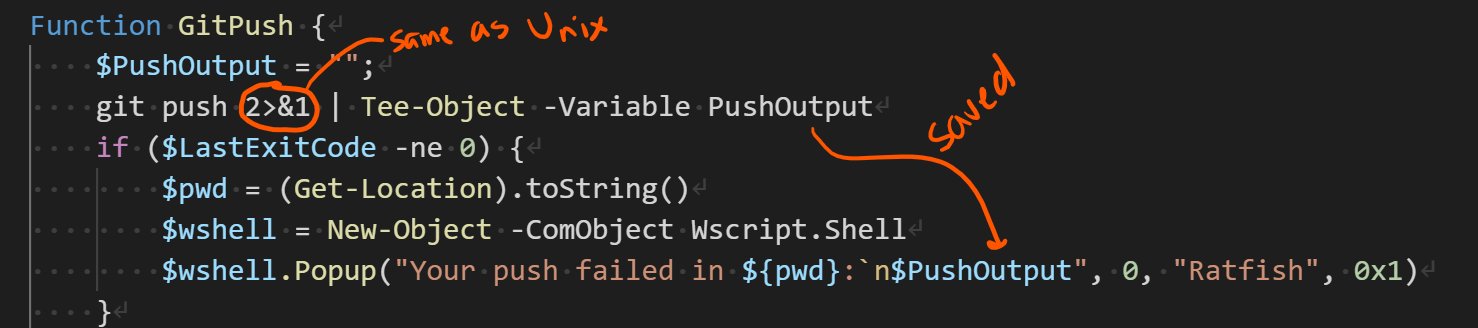 Function GitPush {
same as Unix
$PushOutput = "";
git push 2>&1 | Tee-Object -Variable PushOutput
saved
if ($LastExitCode -ne 0) {
$pwd = (Get-Location).toString()
$wshell = New-Object -ComObject Wscript.Shell
$wshell.Popup("Your push failed in ${pwd}:`n$PushOutput", 0, "Ratfish", 0x1)
}